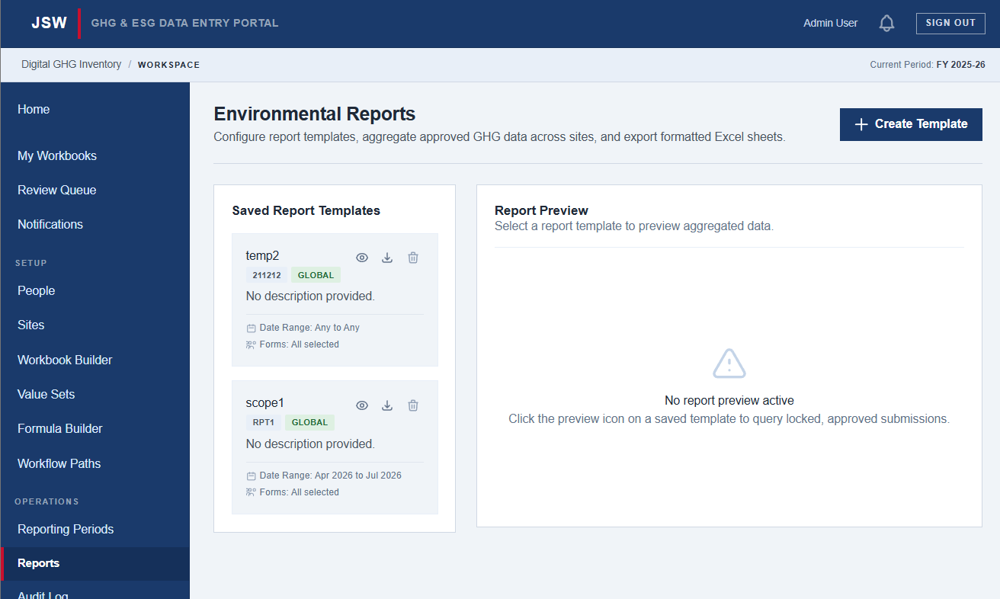 JSW
GHG & ESG DATA ENTRY PORTAL
Admin User
SIGN OUT
Digital GHG Inventory / WORKSPACE
Current Period: FY 2025-26
Home
My Workbooks
Review Queue
Notifications
SETUP
People
Sites
Workbook Builder
Value Sets
Formula Builder
Workflow Paths
OPERATIONS
Reporting Periods
Reports
Audit Log
Environmental Reports
Configure report templates, aggregate approved GHG data across sites, and export formatted Excel sheets.
Create Template
Saved Report Templates
temp2
211212 GLOBAL
No description provided.
Date Range: Any to Any
Forms: All selected
scope1
RPT1 GLOBAL
No description provided.
Date Range: Apr 2026 to Jul 2026
Forms: All selected
Report Preview
Select a report template to preview aggregated data.
No report preview active
Click the preview icon on a saved template to query locked, approved submissions.